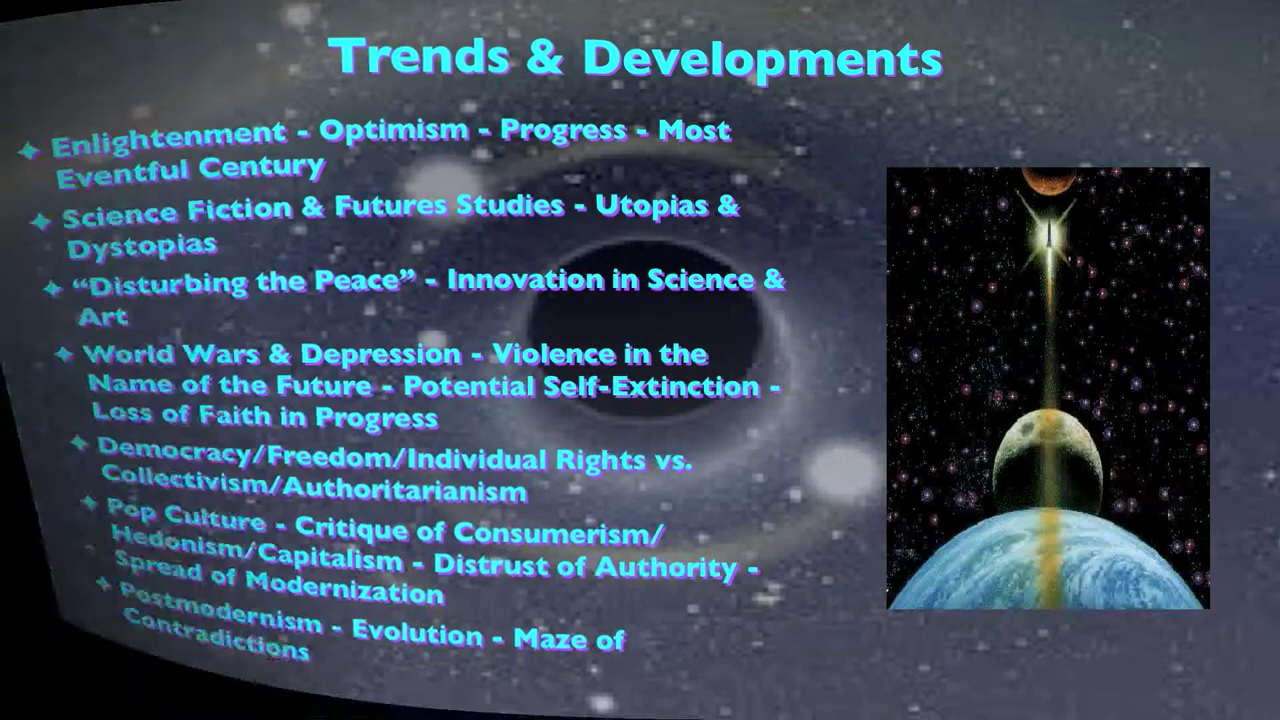 Trends & Developments
Enlightenment - Optimism - Progress - Most
Eventful Century
Science Fiction & Futures Studies - Utopias &
Dystopias
“Disturbing the Peace” - Innovation in Science &
Art
World Wars & Depression - Violence in the
Name of the Future - Potential Self-Extinction -
Loss of Faith in Progress
Democracy/Freedom/Individual Rights vs.
Collectivism/Authoritarianism
Pop Culture - Critique of Consumerism/
Hedonism/Capitalism - Distrust of Authority -
Spread of Modernization
Postmodernism - Evolution - Maze of
Contradictions